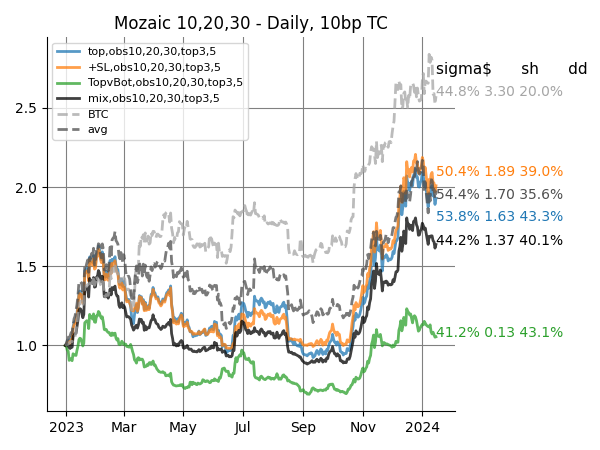 Mozaic 10,20,30 - Daily, 10bp TC
top,obs10,20,30,top3,5
+SL,obs10,20,30,top3,5
TopvBot,obs10,20,30,top3,5
mix,obs10,20,30,top3,5
BTC
avg
sigma$ sh dd
44.8% 3.30 20.0%
50.4% 1.89 39.0%
54.4% 1.70 35.6%
53.8% 1.63 43.3%
44.2% 1.37 40.1%
41.2% 0.13 43.1%
2.5
2.0
1.5
1.0
2023 Mar May Jul Sep Nov 2024